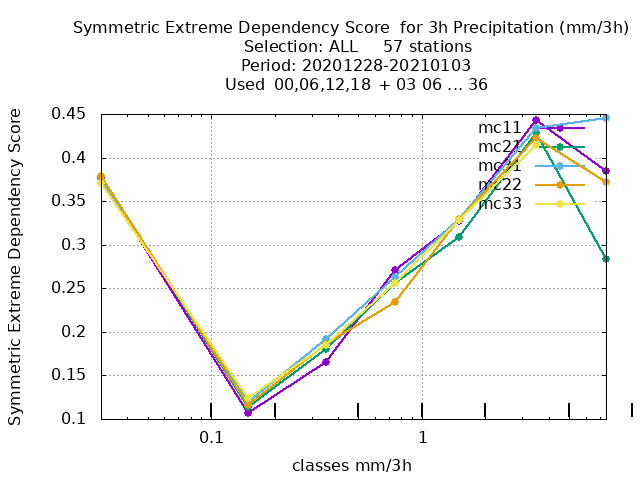 Symmetric Extreme Dependency Score  for 3h Precipitation (mm/3h)
Selection: ALL     57 stations
Period: 20201228-20210103
Used  00,06,12,18  + 03 06 ... 36
Symmetric Extreme Dependency Score
0.45
0.4
0.35
0.3
0.25
0.2
0.15
0.1
mc11
mc21
mc31
mc22
mc33
0.1
1
classes mm/3h